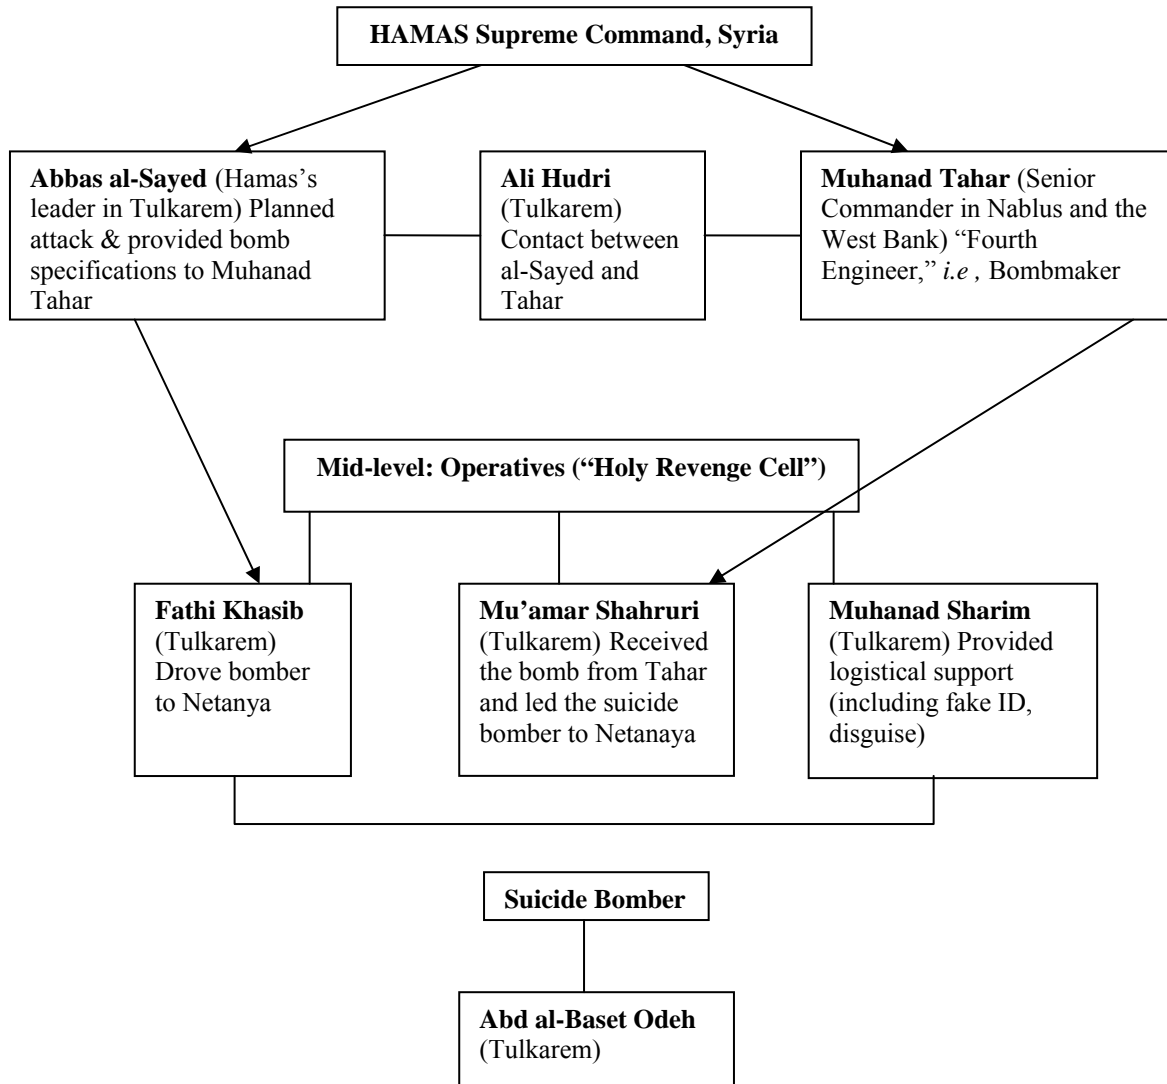 HAMAS Supreme Command, Syria
Abbas al-Sayed (Hamas’s
leader in Tulkarem) Planned
attack & provided bomb
specifications to Muhanad
Tahar
Ali Hudri
(Tulkarem)
Contact between
al-Sayed and
Tahar
Muhanad Tahar (Senior
Commander in Nablus and the
West Bank) “Fourth
Engineer,” i.e , Bombmaker
Mid-level: Operatives (“Holy Revenge Cell”)
Fathi Khasib
(Tulkarem)
Drove bomber
to Netanya
Mu’amar Shahruri
(Tulkarem) Received
the bomb from Tahar
and led the suicide
bomber to Netanaya
Muhanad Sharim
(Tulkarem) Provided
logistical support
(including fake ID,
disguise)
Suicide Bomber
Abd al-Baset Odeh
(Tulkarem)